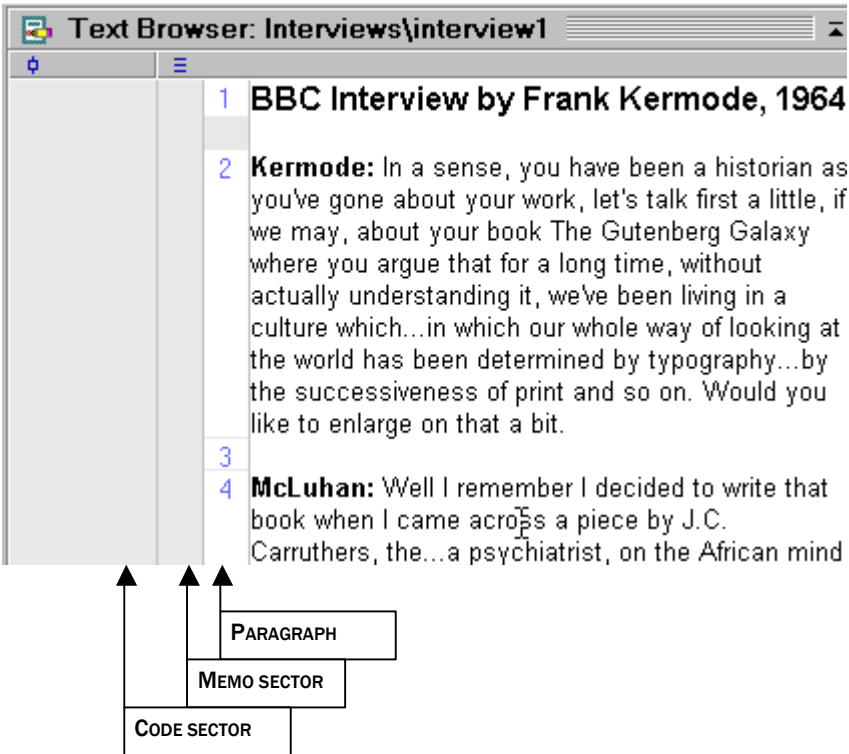 Text Browser: Interviews\interview1
1 BBC Interview by Frank Kermode, 1964
2 Kermode: In a sense, you have been a historian as
you've gone about your work, let's talk first a little, if
we may, about your book The Gutenberg Galaxy
where you argue that for a long time, without
actually understanding it, we've been living in a
culture which...in which our whole way of looking at
the world has been determined by typography...by
the successiveness of print and so on. Would you
like to enlarge on that a bit.
3
4 McLuhan: Well I remember I decided to write that
book when I came across a piece by J.C.
Carruthers, the...a psychiatrist, on the African mind
PARAGRAPH
MEMO SECTOR
CODE SECTOR